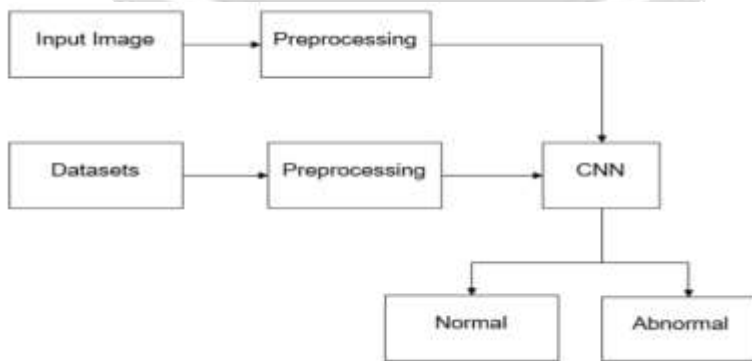 Input Image
Preprocessing
Datasets
Preprocessing
CNN
Normal
Abnormal